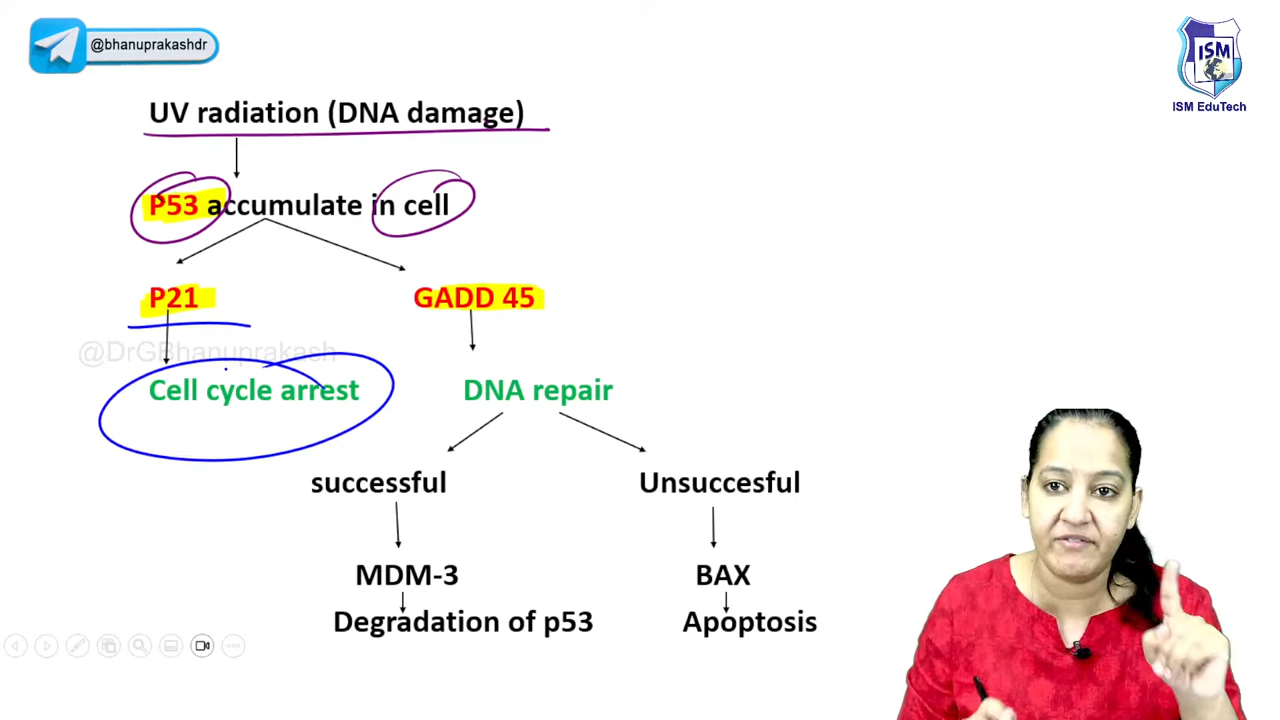 @bhanuprakashdr
ISM
ISM EduTech
UV radiation (DNA damage)
P53 accumulate in cell
P21 GADD 45
@DrGBhanuprakash
Cell cycle arrest DNA repair
successful Unsuccesful
MDM-3 BAX
Degradation of p53 Apoptosis